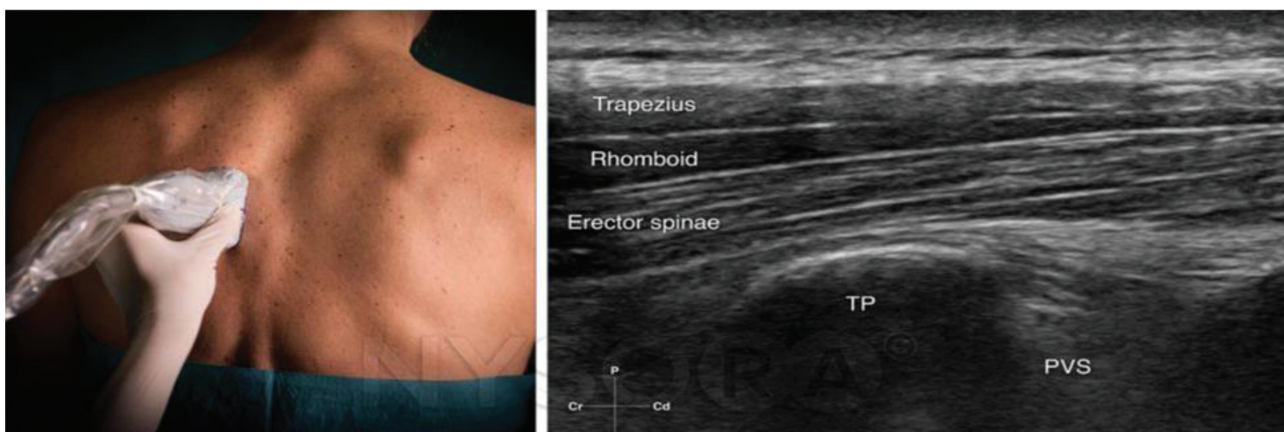 Trapezius
Rhomboid
Erector spinae
TP
PVS
P
Cr
Cd
NYSORA